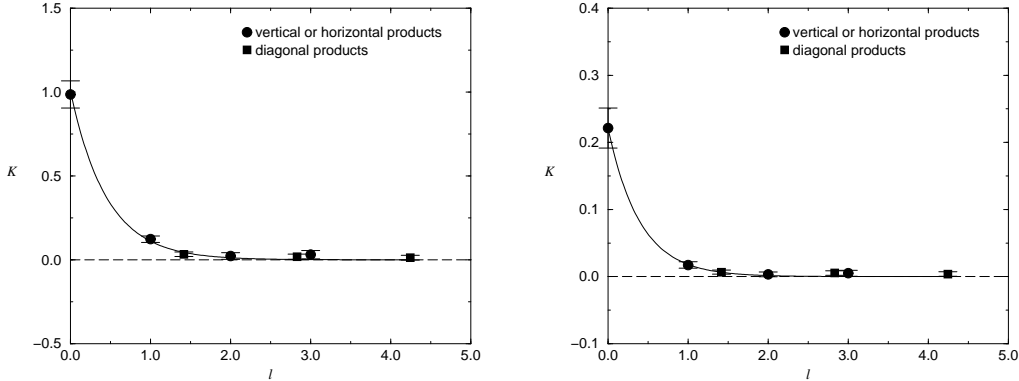 1.5
vertical or horizontal products
diagonal products
1.0
K
0.5
0.0
−0.5
0.0 1.0 2.0 3.0 4.0 5.0
l
0.4
vertical or horizontal products
diagonal products
0.3
0.2
K
0.1
0.0
−0.1
0.0 1.0 2.0 3.0 4.0 5.0
l